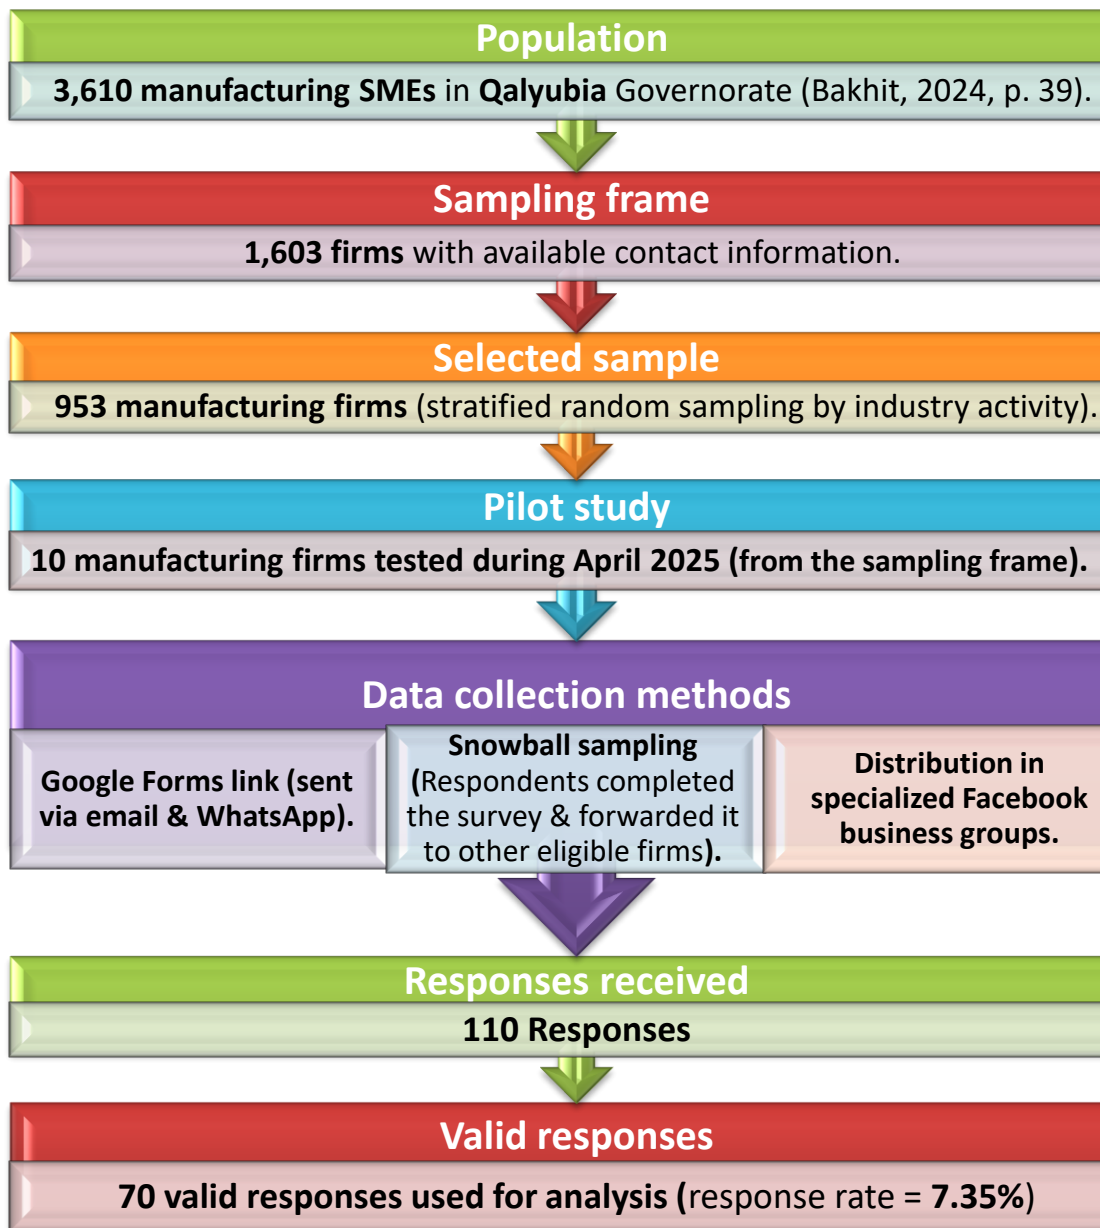 Population
3,610 manufacturing SMEs in Qalyubia Governorate (Bakhit, 2024, p. 39).
Sampling frame
1,603 firms with available contact information.
Selected sample
953 manufacturing firms (stratified random sampling by industry activity).
Pilot study
10 manufacturing firms tested during April 2025 (from the sampling frame).
Data collection methods
Google Forms link (sent
via email & WhatsApp).
Snowball sampling
(Respondents completed
the survey & forwarded it
to other eligible firms).
Distribution in
specialized Facebook
business groups.
Responses received
110 Responses
Valid responses
70 valid responses used for analysis (response rate = 7.35%)